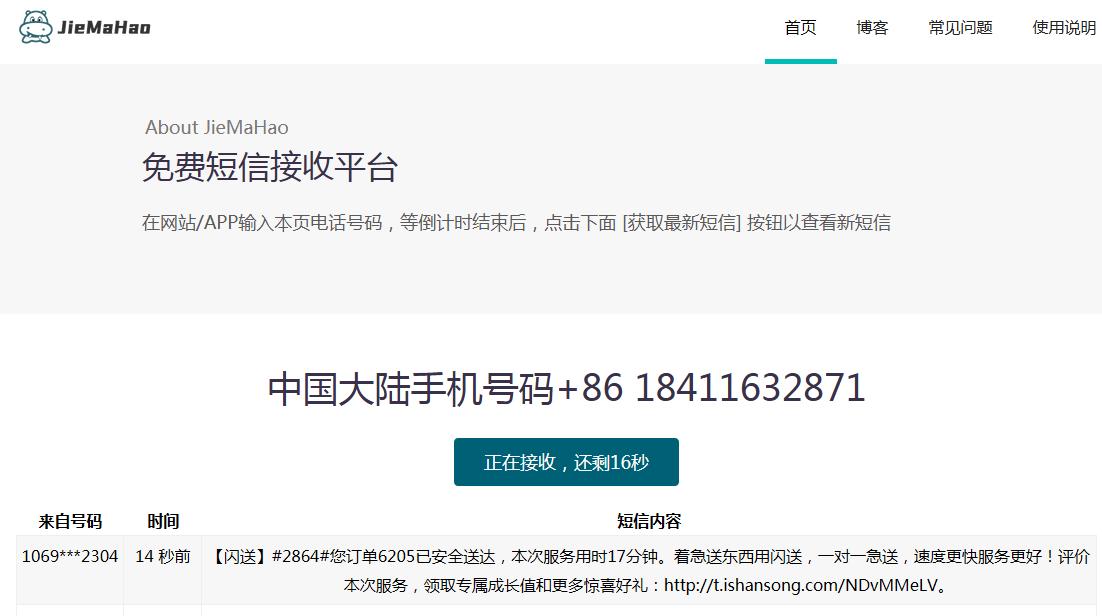 JieMaHao
首页 博客 常见问题 使用说明
About JieMaHao
免费短信接收平台
在网站/APP输入本页电话号码，等倒计时结束后，点击下面 [获取最新短信] 按钮以查看新短信
中国大陆手机号码+86 18411632871
正在接收，还剩16秒
来自号码 时间 短信内容
1069***2304 14 秒前 【闪送】#2864#您订单6205已安全送达，本次服务用时17分钟。着急送东西用闪送，一对一急送，速度更快服务更好！评价
本次服务，领取专属成长值和更多惊喜好礼：http://t.ishansong.com/NDvMMeLV。